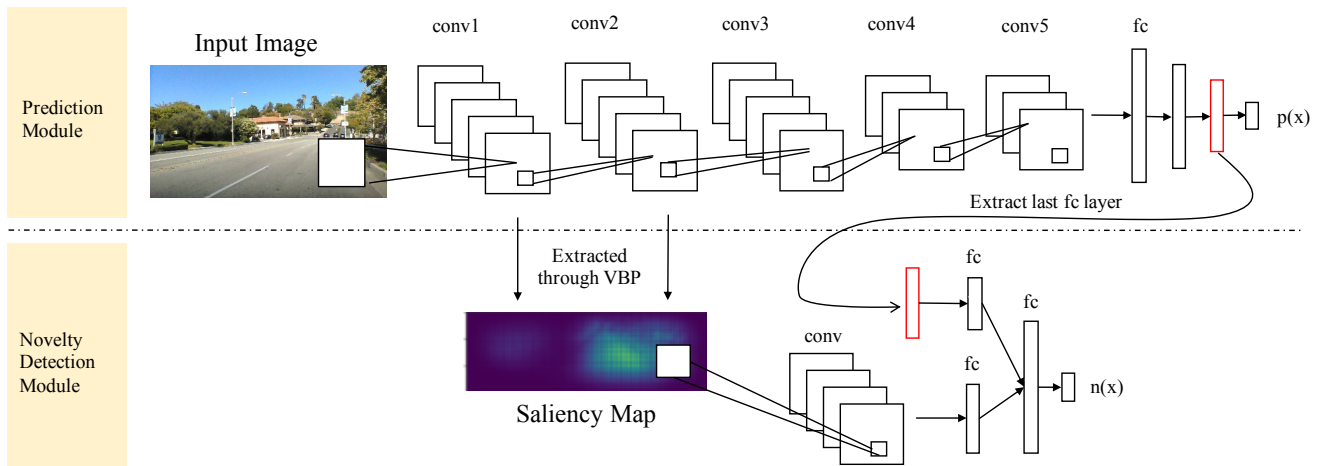 conv1
conv2
conv3
conv4
conv5
fc
Input Image
Prediction
Module
p(x)
Extract last fc layer
Extracted
through VBP
fc
fc
Novelty
Detection
Module
conv
fc
n(x)
Saliency Map